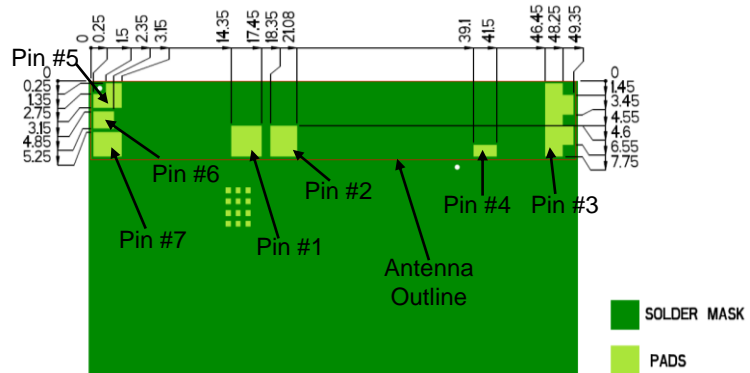 0
0.25
1.5
2.35
3.15
14.35
17.45
18.35
21.08
39.1
41.5
46.45
48.25
49.35
Pin #5
0
0.25
1.35
2.75
3.15
4.85
5.25
0
1.45
3.45
4.55
4.6
6.55
7.75
Pin #6
Pin #2
Pin #4
Pin #3
Pin #7
Pin #1
Antenna
Outline
SOLDER MASK
PADS